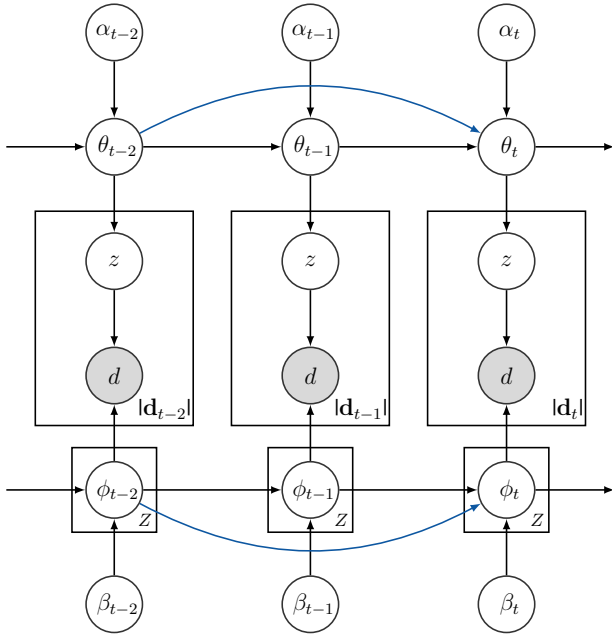 α_{t−2} α_{t−1} α_t
θ_{t−2} θ_{t−1} θ_t
z z z
d d d
|𝐝_{t−2}| |𝐝_{t−1}| |𝐝_t|
ϕ_{t−2} ϕ_{t−1} ϕ_t
Z Z Z
β_{t−2} β_{t−1} β_t